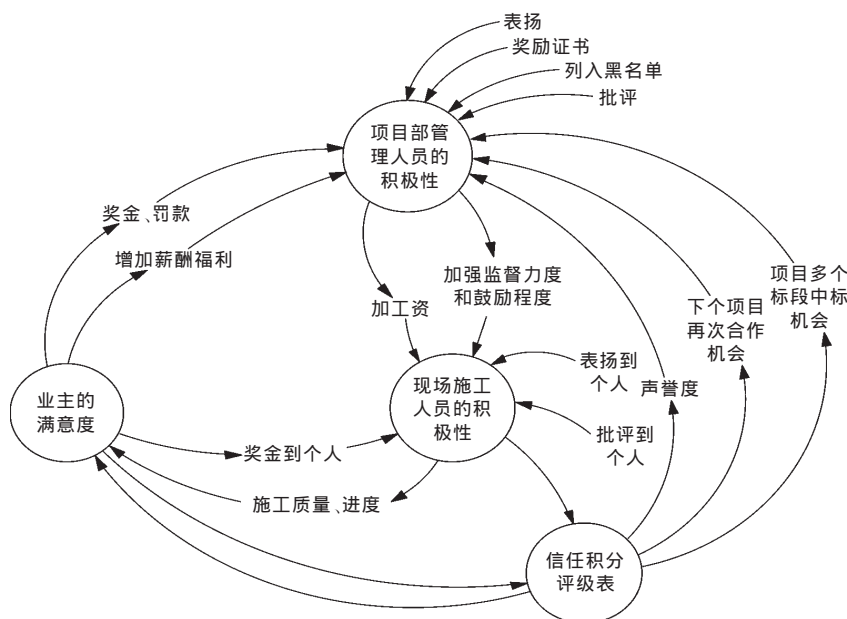 表扬
奖励证书
列入黑名单
批评
项目部管
理人员的
积极性
奖金、罚款
增加薪酬福利
加工资
加强监督力度
和鼓励程度
下个项目
再次合作
机会
项目多个
标段中标
机会
表扬到
个人
声誉度
业主的
满意度
现场施工
人员的积
极性
批评到
个人
奖金到个人
施工质量、进度
信任积分
评级表